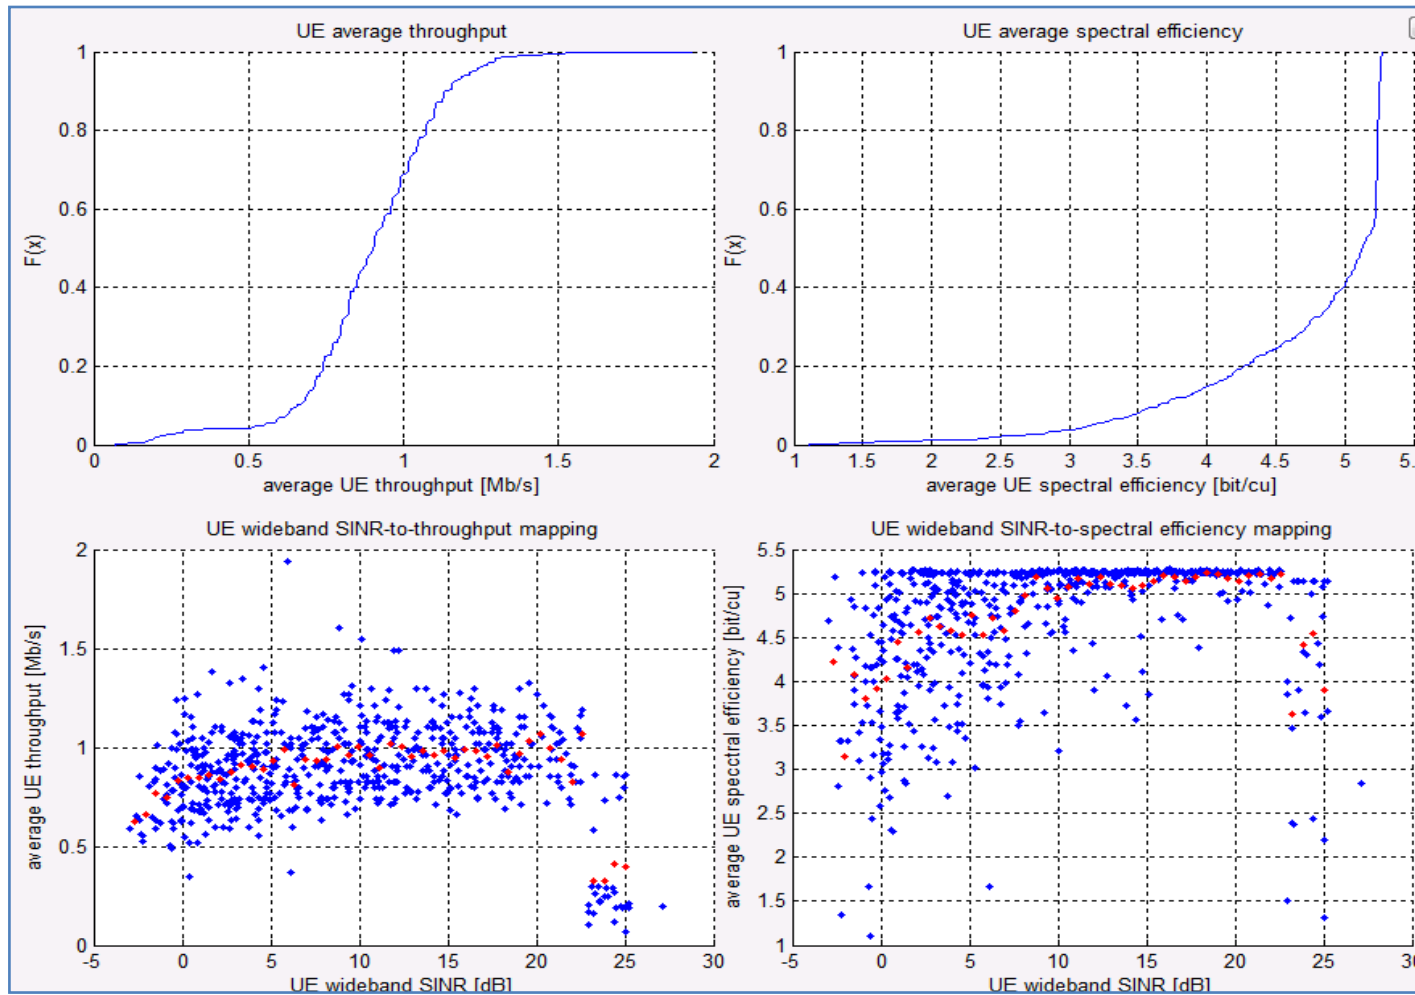 UE average throughput
1
0.8
0.6
0.4
0.2
0
F(x)
0 0.5 1 1.5 2
average UE throughput [Mb/s]
UE average spectral efficiency
1
0.8
0.6
0.4
0.2
0
F(x)
1 1.5 2 2.5 3 3.5 4 4.5 5 5.5
average UE spectral efficiency [bit/cu]
UE wideband SINR-to-throughput mapping
2
1.5
1
0.5
0
average UE throughput [Mb/s]
-5 0 5 10 15 20 25 30
UE wideband SINR [dB]
UE wideband SINR-to-spectral efficiency mapping
5.5
5
4.5
4
3.5
3
2.5
2
1.5
1
average UE specctral efficiency [bit/cu]
-5 0 5 10 15 20 25 30
UE wideband SINR [dB]